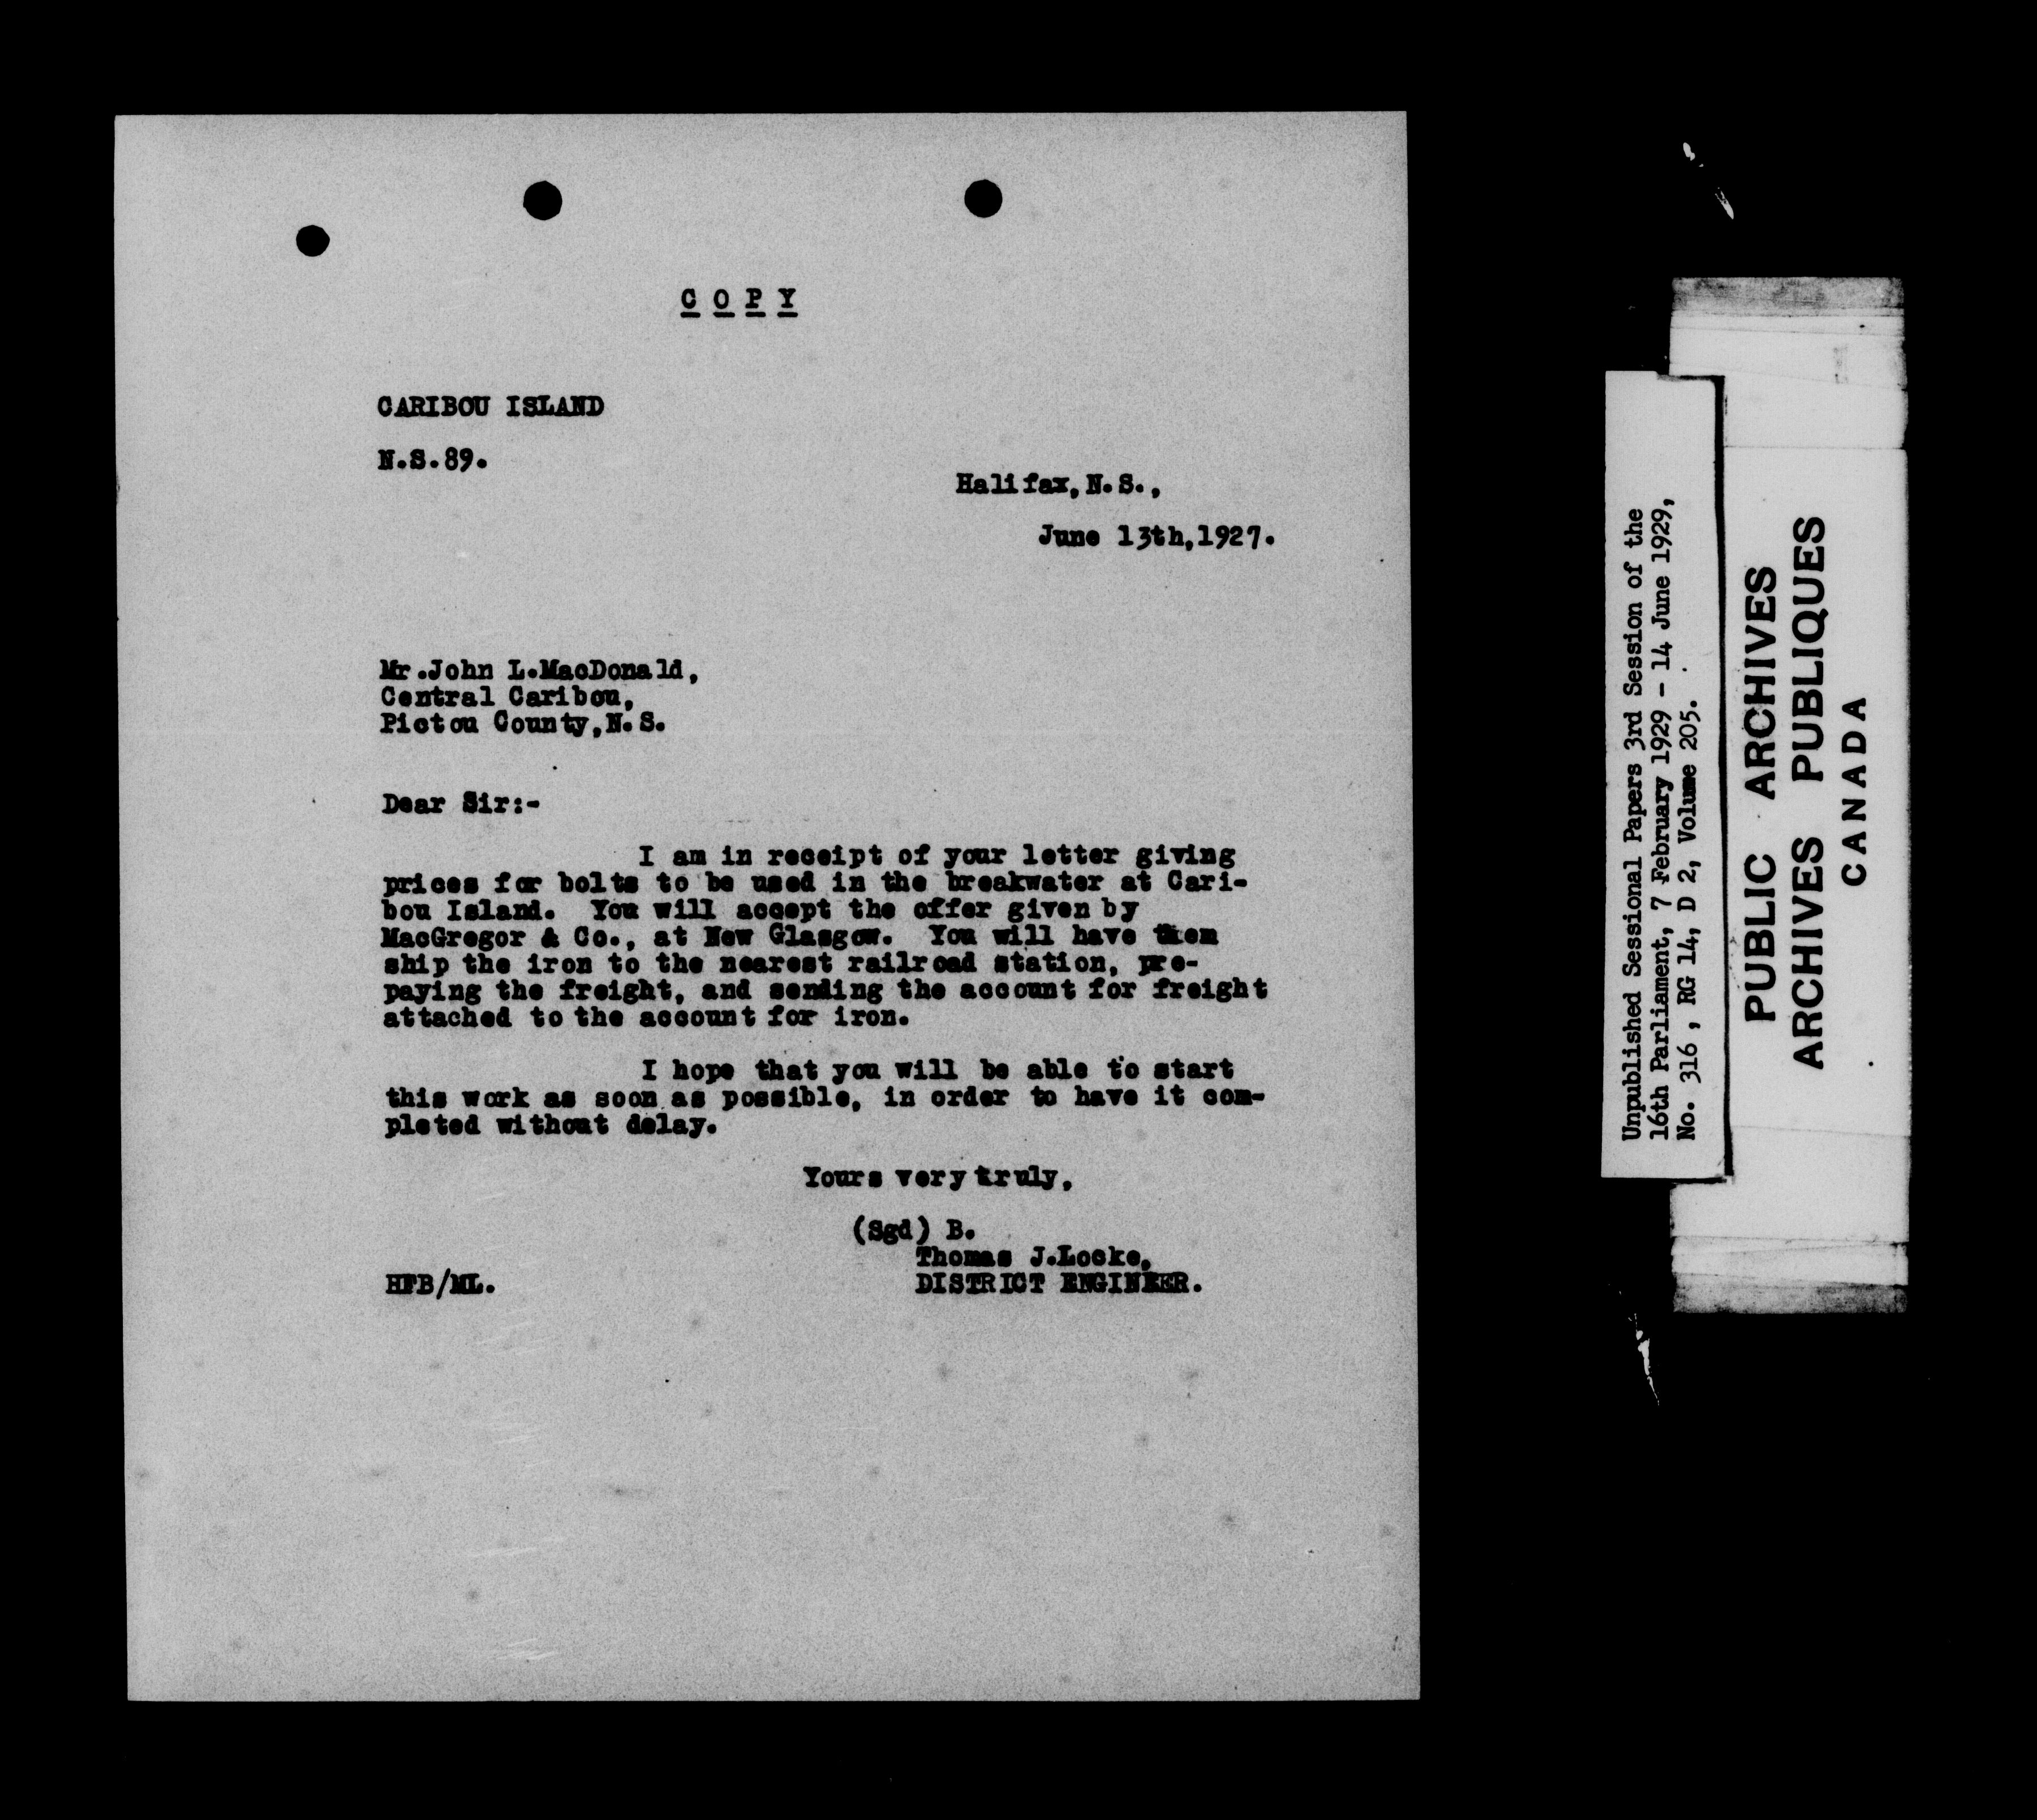 COPY
CARIBOU ISLAND
N.S.89.
Halifax,N.S.,
June 13th,1927.
Mr.John L.MacDonald,
Central Caribou,
Pictou County,N.S.
Dear Sir:-
I am in receipt of your letter giving
prices for bolts to be used in the breakwater at Cari-
bou Island. You will accept the offer given by
MacGregor & Co., at New Glasgow. You will have them
ship the iron to the nearest railroad station, pre-
paying the freight, and sending the account for freight
attached to the account for iron.
I hope that you will be able to start
this work as soon as possible, in order to have it com-
pleted without delay.
Yours very truly,
(Sgd) B.
Thomas J.Locke,
HFB/ML. DISTRICT ENGINEER.
Unpublished Sessional Papers 3rd Session of the
16th Parliament, 7 February 1929 - 14 June 1929,
No. 316 , RG 14, D 2, Volume 205.
PUBLIC ARCHIVES
ARCHIVES PUBLIQUES
CANADA